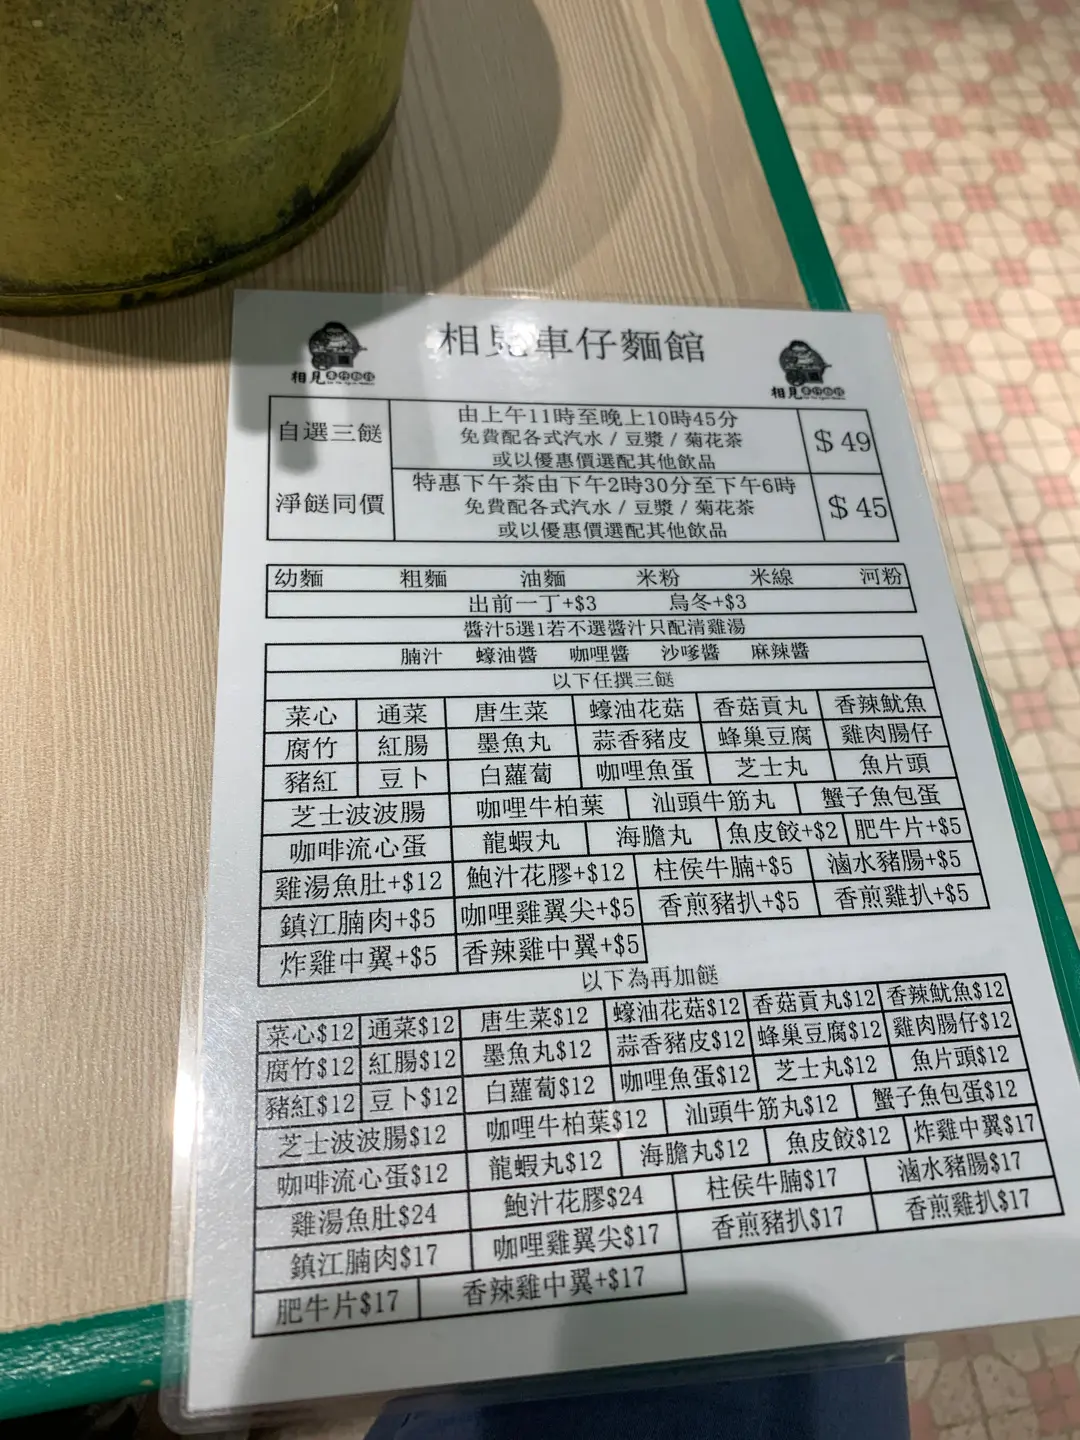 相見車仔麵館
相見
相見
自選三餸
淨餸同價
由上午11時至晚上10時45分
免費配各式汽水 / 豆漿 / 菊花茶
或以優惠價選配其他飲品
$ 49
特惠下午茶由下午2時30分至下午6時
免費配各式汽水 / 豆漿 / 菊花茶
或以優惠價選配其他飲品
$ 45
幼麵 粗麵 油麵 米粉 米線 河粉
出前一丁+$3 烏冬+$3
醬汁5選1若不選醬汁只配清雞湯
腩汁 蠔油醬 咖哩醬 沙嗲醬 麻辣醬
以下任撰三餸
菜心 通菜 唐生菜 蠔油花菇 香菇貢丸 香辣魷魚
腐竹 紅腸 墨魚丸 蒜香豬皮 蜂巢豆腐 雞肉腸仔
豬紅 豆卜 白蘿蔔 咖哩魚蛋 芝士丸 魚片頭
芝士波波腸 咖哩牛柏葉 汕頭牛筋丸 蟹子魚包蛋
咖啡流心蛋 龍蝦丸 海膽丸 魚皮餃+$2 肥牛片+$5
雞湯魚肚+$12 鮑汁花膠+$12 柱侯牛腩+$5 滷水豬腸+$5
鎮江腩肉+$5 咖哩雞翼尖+$5 香煎豬扒+$5 香煎雞扒+$5
炸雞中翼+$5 香辣雞中翼+$5
以下為再加餸
菜心$12 通菜$12 唐生菜$12 蠔油花菇$12 香菇貢丸$12 香辣魷魚$12
腐竹$12 紅腸$12 墨魚丸$12 蒜香豬皮$12 蜂巢豆腐$12 雞肉腸仔$12
豬紅$12 豆卜$12 白蘿蔔$12 咖哩魚蛋$12 芝士丸$12 魚片頭$12
芝士波波腸$12 咖哩牛柏葉$12 汕頭牛筋丸$12 蟹子魚包蛋$12
咖啡流心蛋$12 龍蝦丸$12 海膽丸$12 魚皮餃$12 炸雞中翼$17
雞湯魚肚$24 鮑汁花膠$24 柱侯牛腩$17 滷水豬腸$17
鎮江腩肉$17 咖哩雞翼尖$17 香煎豬扒$17 香煎雞扒$17
肥牛片$17 香辣雞中翼+$17